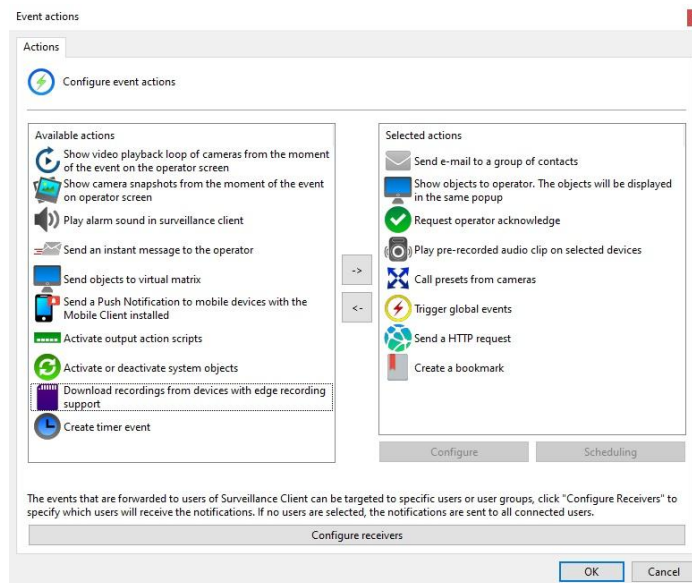 Event actions
Actions
Configure event actions
Available actions
Show video playback loop of cameras from the moment
of the event on the operator screen
Show camera snapshots from the moment of the event
on operator screen
Play alarm sound in surveillance client
Send an instant message to the operator
Send objects to virtual matrix
Send a Push Notification to mobile devices with the
Mobile Client installed
Activate output action scripts
Activate or deactivate system objects
Download recordings from devices with edge recording
support
Create timer event
->
<-
Selected actions
Send e-mail to a group of contacts
Show objects to operator. The objects will be displayed
in the same popup
Request operator acknowledge
Play pre-recorded audio clip on selected devices
Call presets from cameras
Trigger global events
Send a HTTP request
Create a bookmark
Configure
Scheduling
The events that are forwarded to users of Surveillance Client can be targeted to specific users or user groups, click "Configure Receivers" to
specify which users will receive the notifications. If no users are selected, the notifications are sent to all connected users.
Configure receivers
OK
Cancel